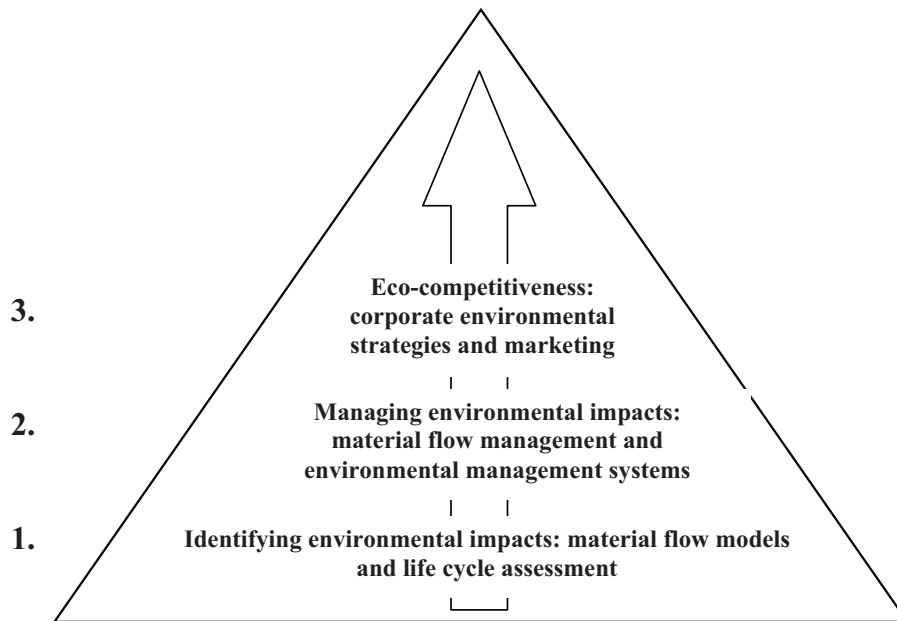 3.
Eco-competitiveness:
corporate environmental
strategies and marketing
2.
Managing environmental impacts:
material flow management and
environmental management systems
1.
Identifying environmental impacts: material flow models
and life cycle assessment